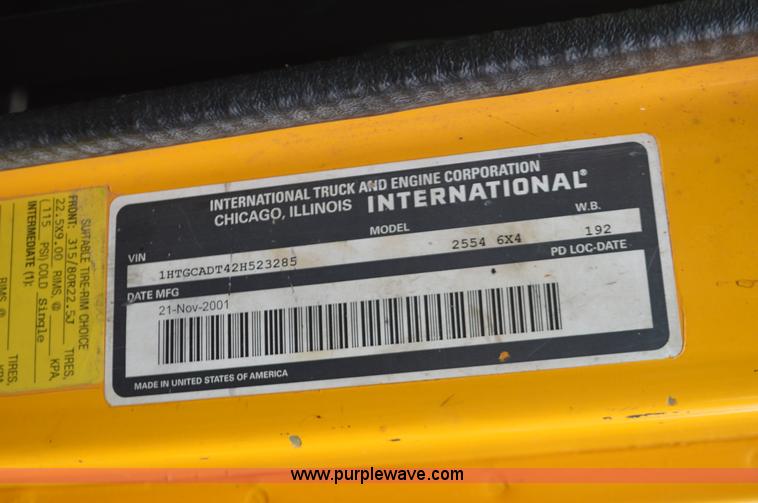 INTERNATIONAL TRUCK AND ENGINE CORPORATION
CHICAGO, ILLINOIS INTERNATIONAL®
VIN MODEL W.B.
1HTGCADT42H523285 2554 6X4 192
DATE MFG PD LOC-DATE
21-Nov-2001
MADE IN UNITED STATES OF AMERICA
SUITABLE TIRE-RIM CHOICE
FRONT: 315/80R22.5J TIRES,
22.5X9.00 RIMS, @ KPA,
(115 PSI) COLD Single
INTERMEDIATE (1):
TIRES,
RIMS @
www.purplewave.com